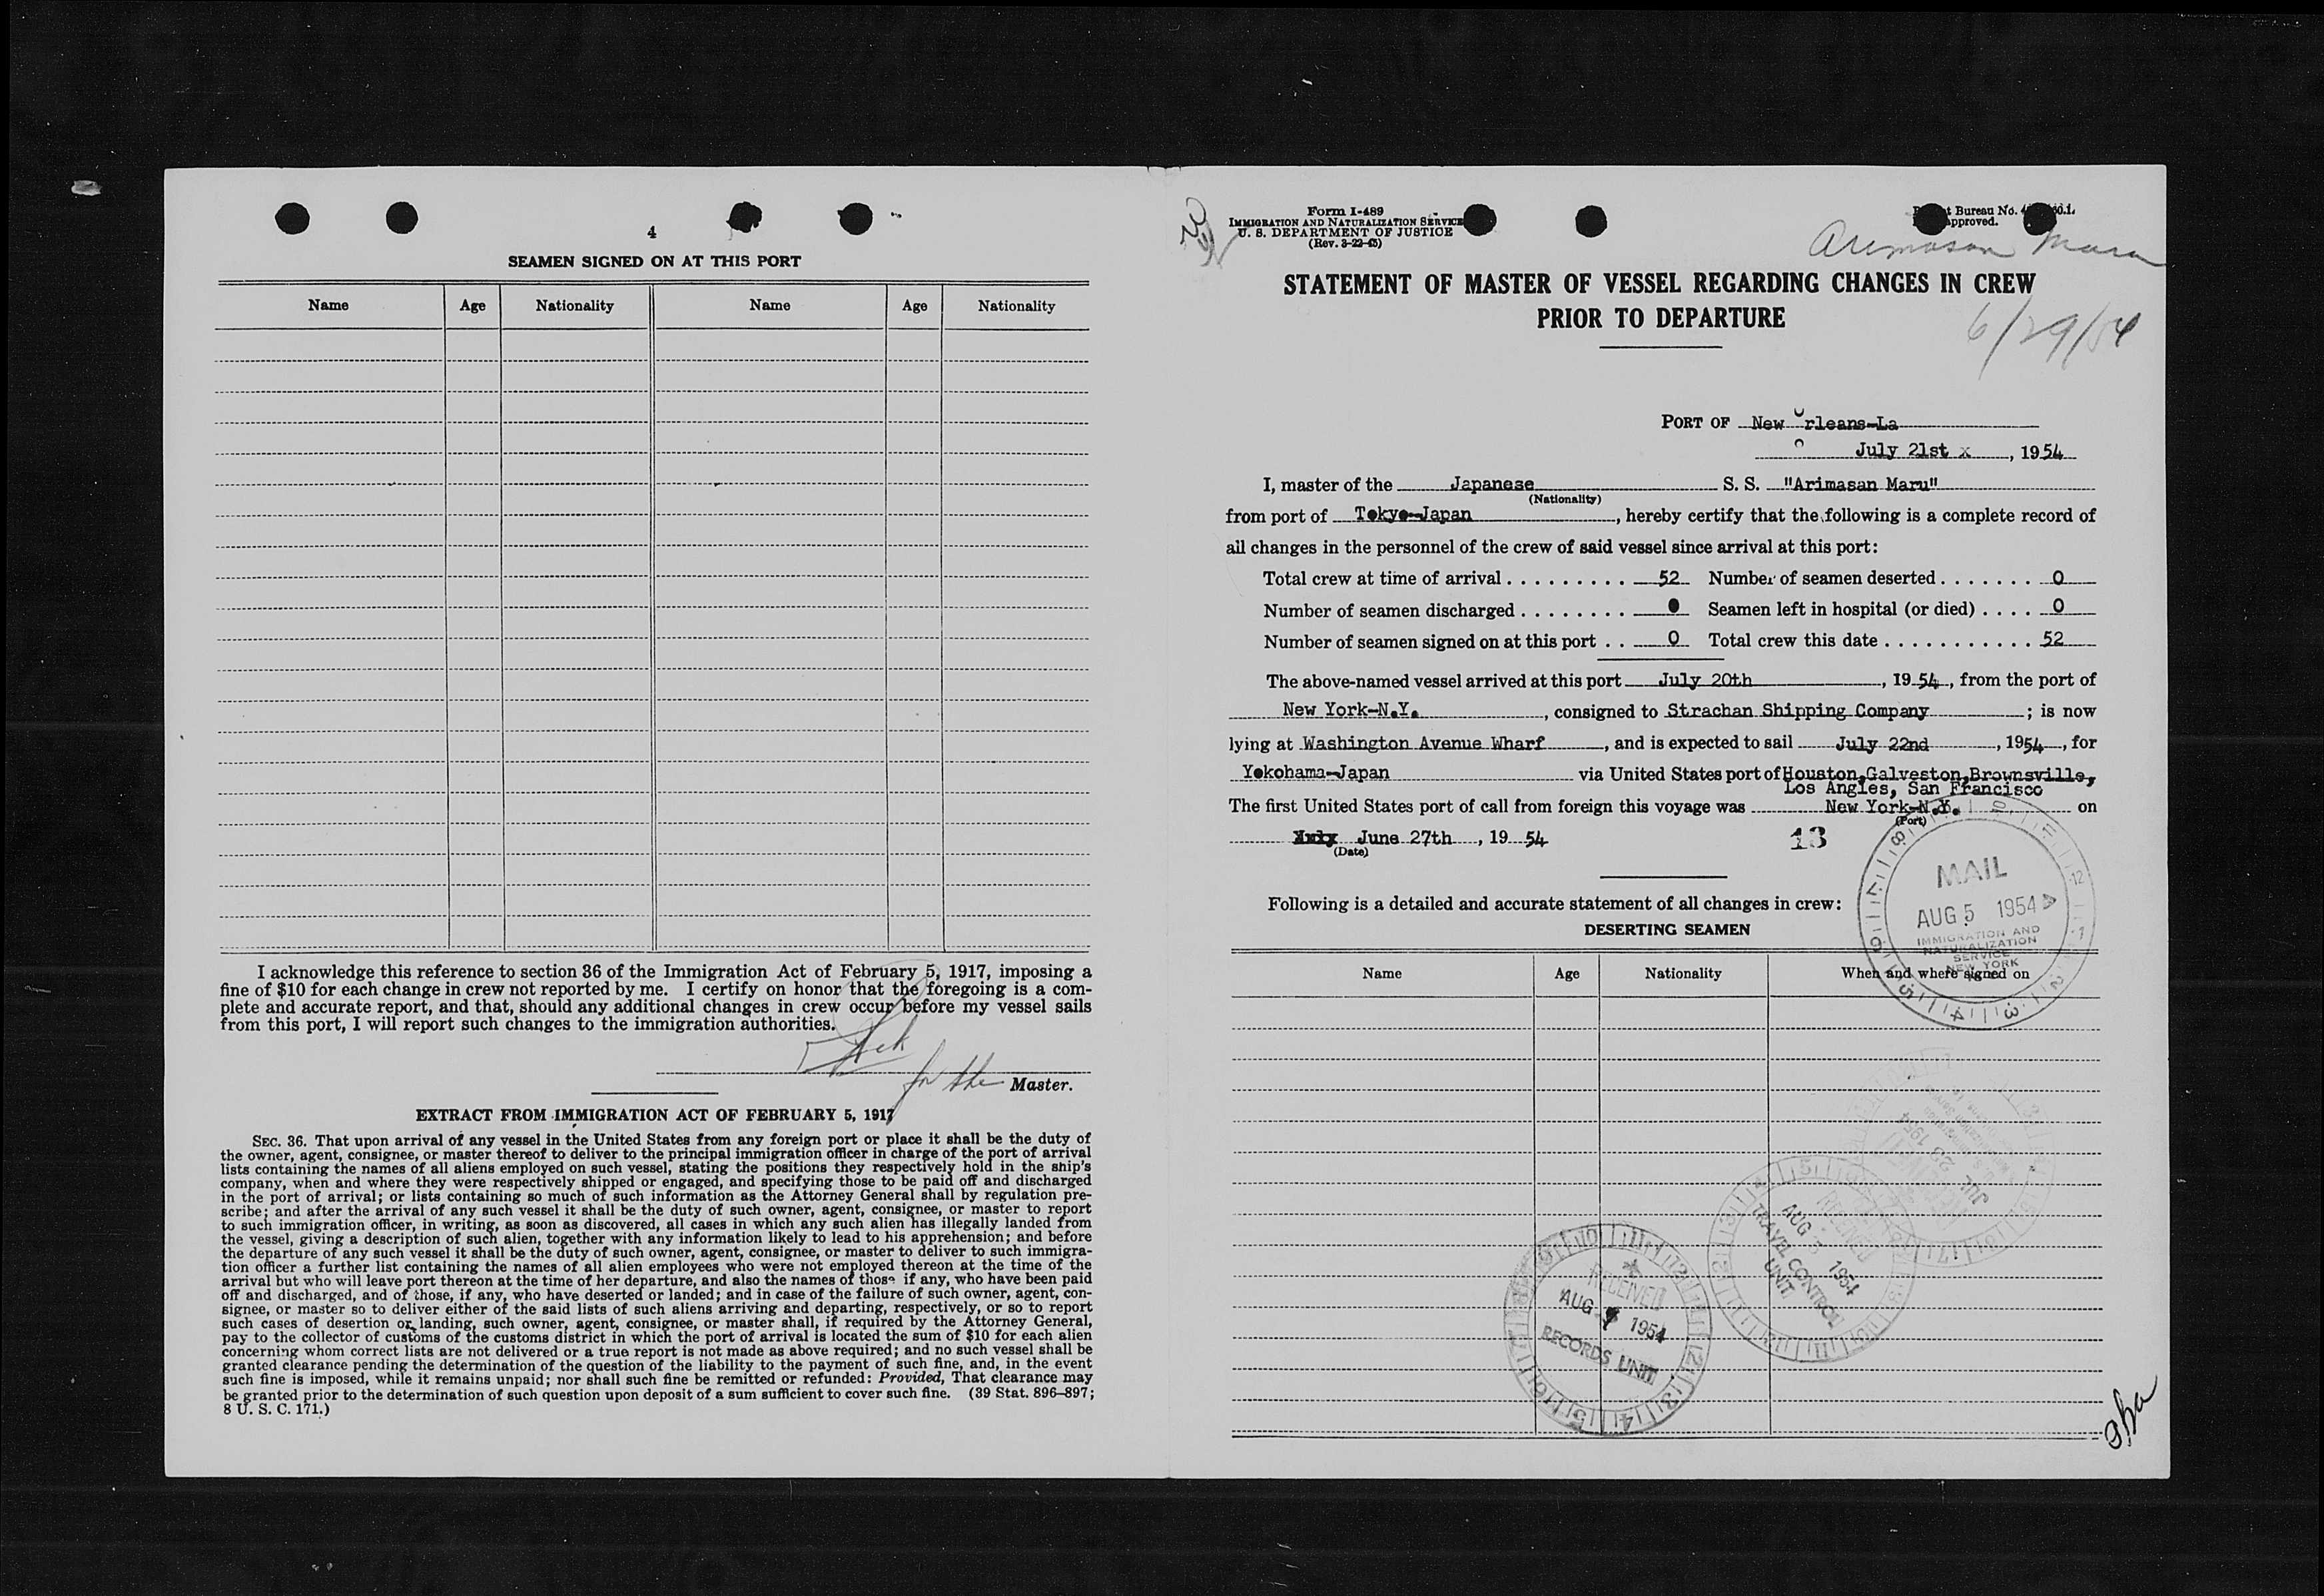 4
SEAMEN SIGNED ON AT THIS PORT
Name Age Nationality Name Age Nationality
I acknowledge this reference to section 36 of the Immigration Act of February 5, 1917, imposing a
fine of $10 for each change in crew not reported by me. I certify on honor that the foregoing is a com-
plete and accurate report, and that, should any additional changes in crew occur before my vessel sails
from this port, I will report such changes to the immigration authorities.
for the Master.
EXTRACT FROM IMMIGRATION ACT OF FEBRUARY 5, 1917
SEC. 36. That upon arrival of any vessel in the United States from any foreign port or place it shall be the duty of
the owner, agent, consignee, or master thereof to deliver to the principal immigration officer in charge of the port of arrival
lists containing the names of all aliens employed on such vessel, stating the positions they respectively hold in the ship's
company, when and where they were respectively shipped or engaged, and specifying those to be paid off and discharged
in the port of arrival; or lists containing so much of such information as the Attorney General shall by regulation pre-
scribe; and after the arrival of any such vessel it shall be the duty of such owner, agent, consignee, or master to report
to such immigration officer, in writing, as soon as discovered, all cases in which any such alien has illegally landed from
the vessel, giving a description of such alien, together with any information likely to lead to his apprehension; and before
the departure of any such vessel it shall be the duty of such owner, agent, consignee, or master to deliver to such immigra-
tion officer a further list containing the names of all alien employees who were not employed thereon at the time of the
arrival but who will leave port thereon at the time of her departure, and also the names of those if any, who have been paid
off and discharged, and of those, if any, who have deserted or landed; and in case of the failure of such owner, agent, con-
signee, or master so to deliver either of the said lists of such aliens arriving and departing, respectively, or so to report
such cases of desertion or landing, such owner, agent, consignee, or master shall, if required by the Attorney General,
pay to the collector of customs of the customs district in which the port of arrival is located the sum of $10 for each alien
concerning whom correct lists are not delivered or a true report is not made as above required; and no such vessel shall be
granted clearance pending the determination of the question of the liability to the payment of such fine, and, in the event
such fine is imposed, while it remains unpaid; nor shall such fine be remitted or refunded: Provided, That clearance may
be granted prior to the determination of such question upon deposit of a sum sufficient to cover such fine. (39 Stat. 896–897;
8 U. S. C. 171.)
Form I-489
IMMIGRATION AND NATURALIZATION SERVICE
U. S. DEPARTMENT OF JUSTICE
(Rev. 3-22-45)
Bureau No.
pproved.
Arimasan Maru
STATEMENT OF MASTER OF VESSEL REGARDING CHANGES IN CREW
PRIOR TO DEPARTURE
6/29/54
PORT OF New Orleans-La
July 21st x , 1954
I, master of the Japanese S. S. "Arimasan Maru"
(Nationality)
from port of Tokyo-Japan , hereby certify that the following is a complete record of
all changes in the personnel of the crew of said vessel since arrival at this port:
Total crew at time of arrival . . . . . . . . . 52 Number of seamen deserted . . . . . . . 0
Number of seamen discharged . . . . . . . . 0 Seamen left in hospital (or died) . . . . 0
Number of seamen signed on at this port . . 0 Total crew this date . . . . . . . . . . . 52
The above-named vessel arrived at this port July 20th , 19 54 , from the port of
New York-N.Y. , consigned to Strachan Shipping Company ; is now
lying at Washington Avenue Wharf , and is expected to sail July 22nd , 1954 , for
Yokohama-Japan via United States port of Houston,Galveston,Brownsville,
Los Angles, San Francisco
The first United States port of call from foreign this voyage was New York-N.Y. on
(Port)
June 27th , 19 54
(Date)
13
MAIL
AUG 5 1954
IMMIGRATION AND
NATURALIZATION
SERVICE
NEW YORK
Following is a detailed and accurate statement of all changes in crew:
DESERTING SEAMEN
Name Age Nationality When and where signed on
JUL 23 1954
RECEIVED
AUG 3 1954
TRAVEL CONTROL
UNIT
RECEIVED
AUG 1954
RECORDS UNIT